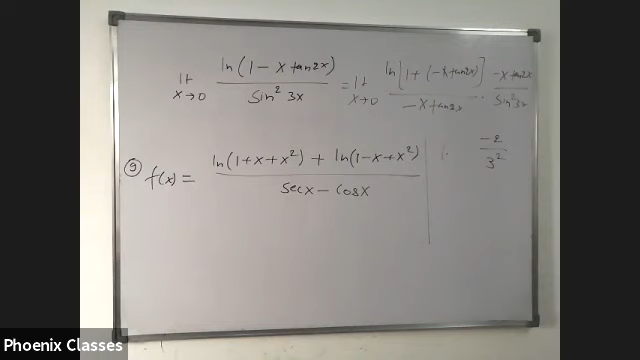 lt x→0 ln(1 - x tan2x) / sin² 3x = lt x→0 ln[1 + (-x tan2x)] / -x tan2x · -x tan2x / sin² 3x
-2 / 3²
⑨ f(x) = ln(1+x+x²) + ln(1-x+x²) / secx - cosx
Phoenix Classes